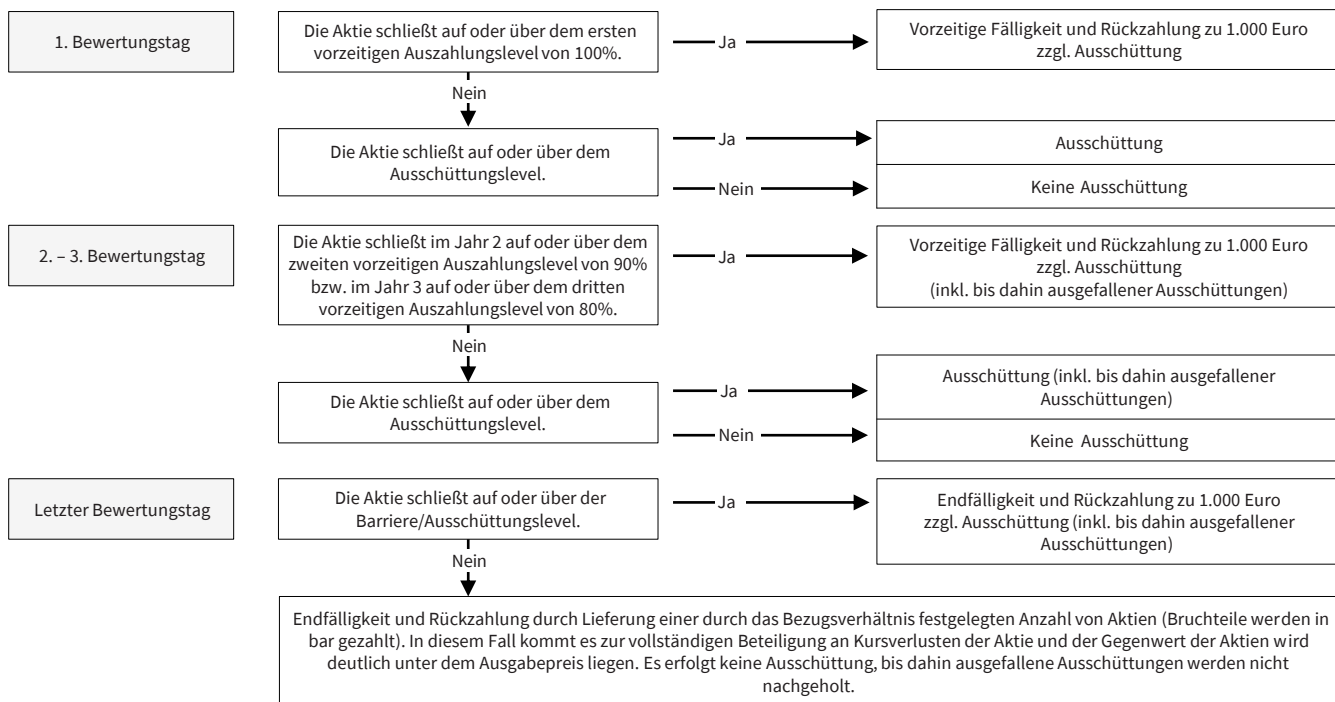 1. Bewertungstag
Die Aktie schließt auf oder über dem ersten
vorzeitigen Auszahlungslevel von 100%.
Ja
Vorzeitige Fälligkeit und Rückzahlung zu 1.000 Euro
zzgl. Ausschüttung
Nein
Die Aktie schließt auf oder über dem
Ausschüttungslevel.
Ja
Ausschüttung
Nein
Keine Ausschüttung
2. – 3. Bewertungstag
Die Aktie schließt im Jahr 2 auf oder über dem
zweiten vorzeitigen Auszahlungslevel von 90%
bzw. im Jahr 3 auf oder über dem dritten
vorzeitigen Auszahlungslevel von 80%.
Ja
Vorzeitige Fälligkeit und Rückzahlung zu 1.000 Euro
zzgl. Ausschüttung
(inkl. bis dahin ausgefallener Ausschüttungen)
Nein
Die Aktie schließt auf oder über dem
Ausschüttungslevel.
Ja
Ausschüttung (inkl. bis dahin ausgefallener
Ausschüttungen)
Nein
Keine Ausschüttung
Letzter Bewertungstag
Die Aktie schließt auf oder über der
Barriere/Ausschüttungslevel.
Ja
Endfälligkeit und Rückzahlung zu 1.000 Euro
zzgl. Ausschüttung (inkl. bis dahin ausgefallener
Ausschüttungen)
Nein
Endfälligkeit und Rückzahlung durch Lieferung einer durch das Bezugsverhältnis festgelegten Anzahl von Aktien (Bruchteile werden in
bar gezahlt). In diesem Fall kommt es zur vollständigen Beteiligung an Kursverlusten der Aktie und der Gegenwert der Aktien wird
deutlich unter dem Ausgabepreis liegen. Es erfolgt keine Ausschüttung, bis dahin ausgefallene Ausschüttungen werden nicht
nachgeholt.